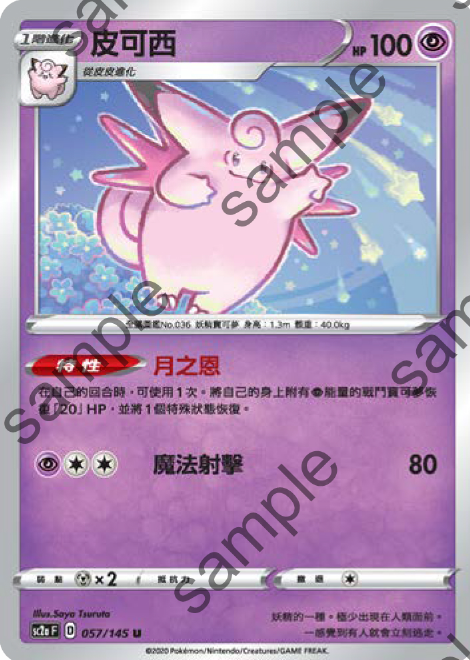 1階進化 皮可西 HP100
從皮皮進化
sample
全國圖鑑No.036 妖精寶可夢 身高：1.3m 體重：40.0kg
sample
sample
特性 月之恩
在自己的回合時，可使用1次。將自己的身上附有 能量的戰鬥寶可夢恢
復「20」HP，並將1個特殊狀態恢復。
魔法射擊 80
sample
弱點 ×2 抵抗力 撤退
sample
Illus.Saya Tsuruta
妖精的一種。極少出現在人類面前。
sc2a F D 057/145 U
一感覺到有人就會立刻逃走。
©2020 Pokémon/Nintendo/Creatures/GAME FREAK.